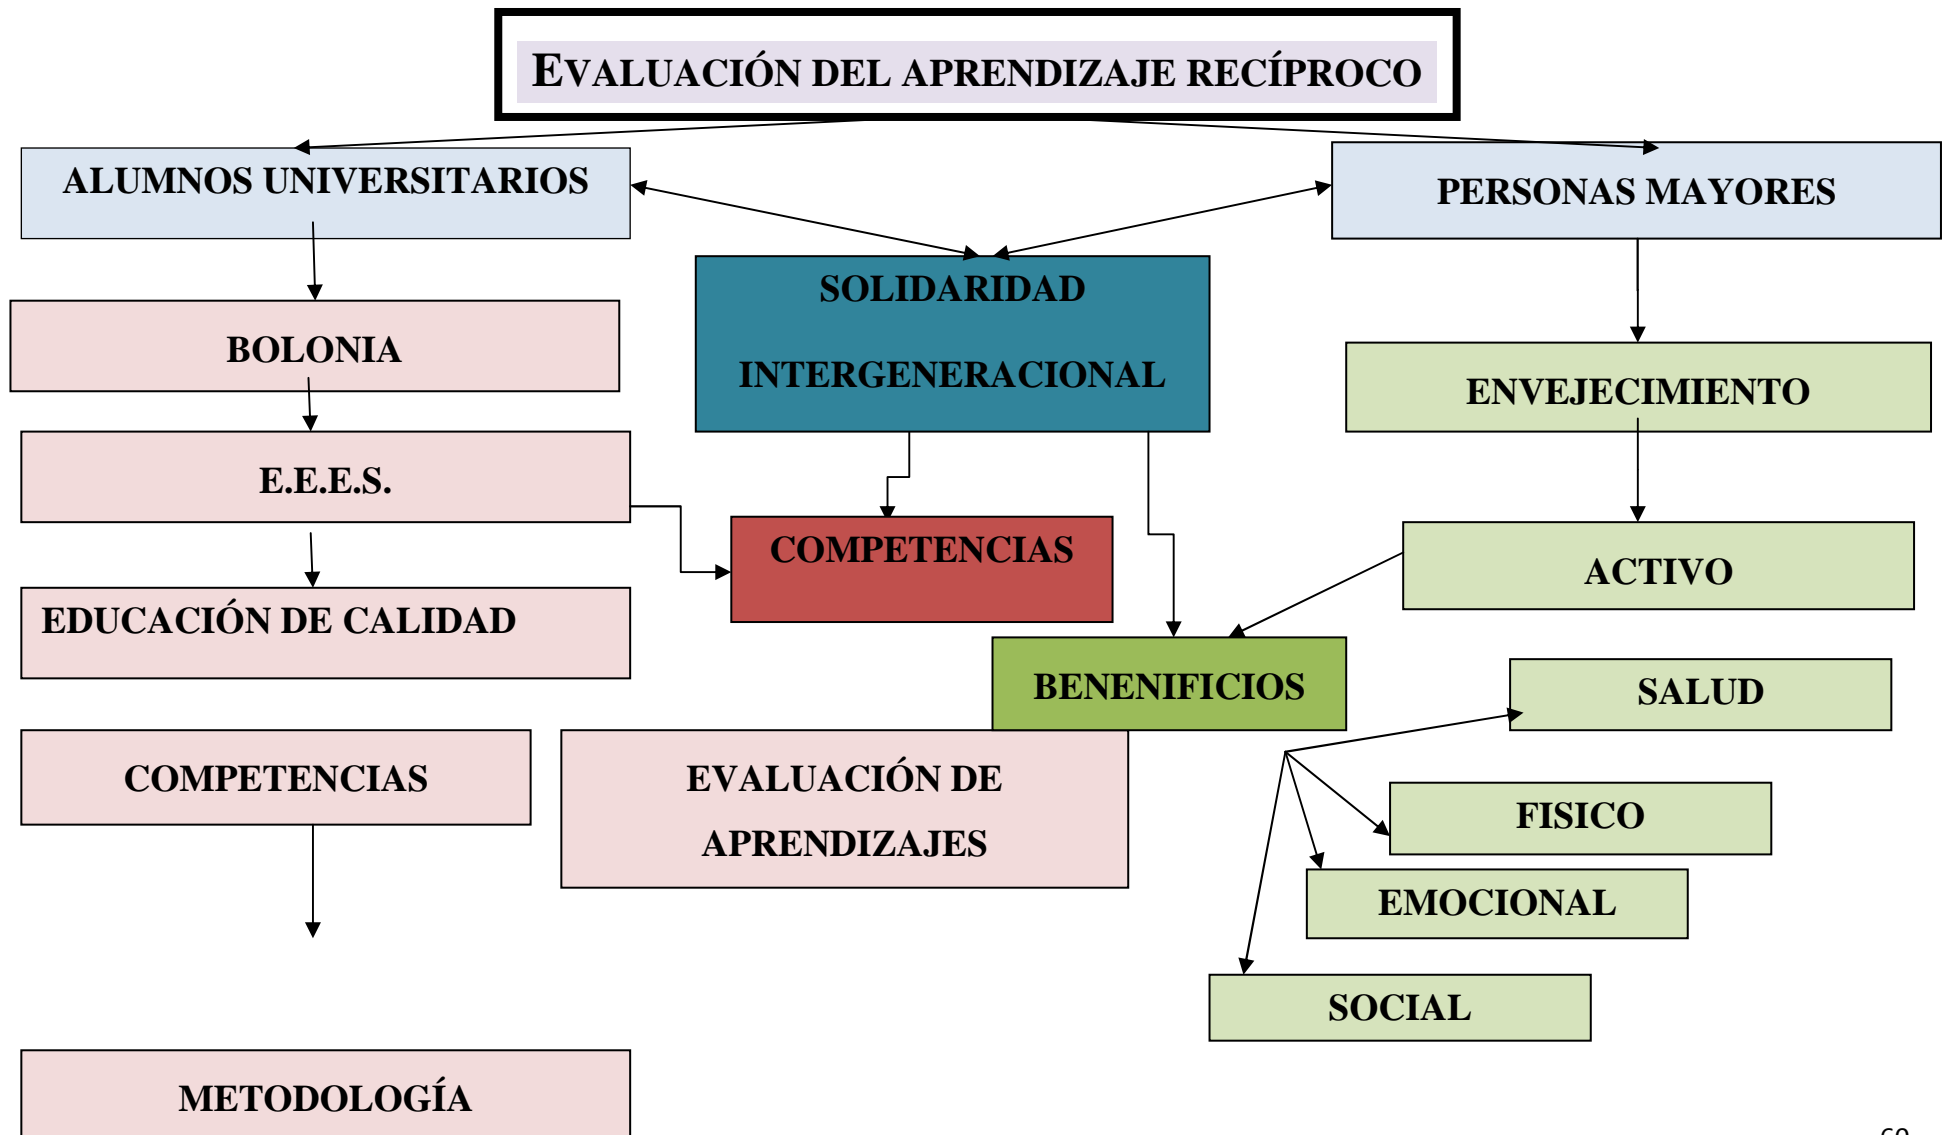 EVALUACIÓN DEL APRENDIZAJE RECÍPROCO
ALUMNOS UNIVERSITARIOS
PERSONAS MAYORES
SOLIDARIDAD
INTERGENERACIONAL
BOLONIA
ENVEJECIMIENTO
E.E.E.S.
COMPETENCIAS
ACTIVO
EDUCACIÓN DE CALIDAD
BENENIFICIOS
SALUD
COMPETENCIAS
EVALUACIÓN DE
APRENDIZAJES
FISICO
EMOCIONAL
SOCIAL
METODOLOGÍA